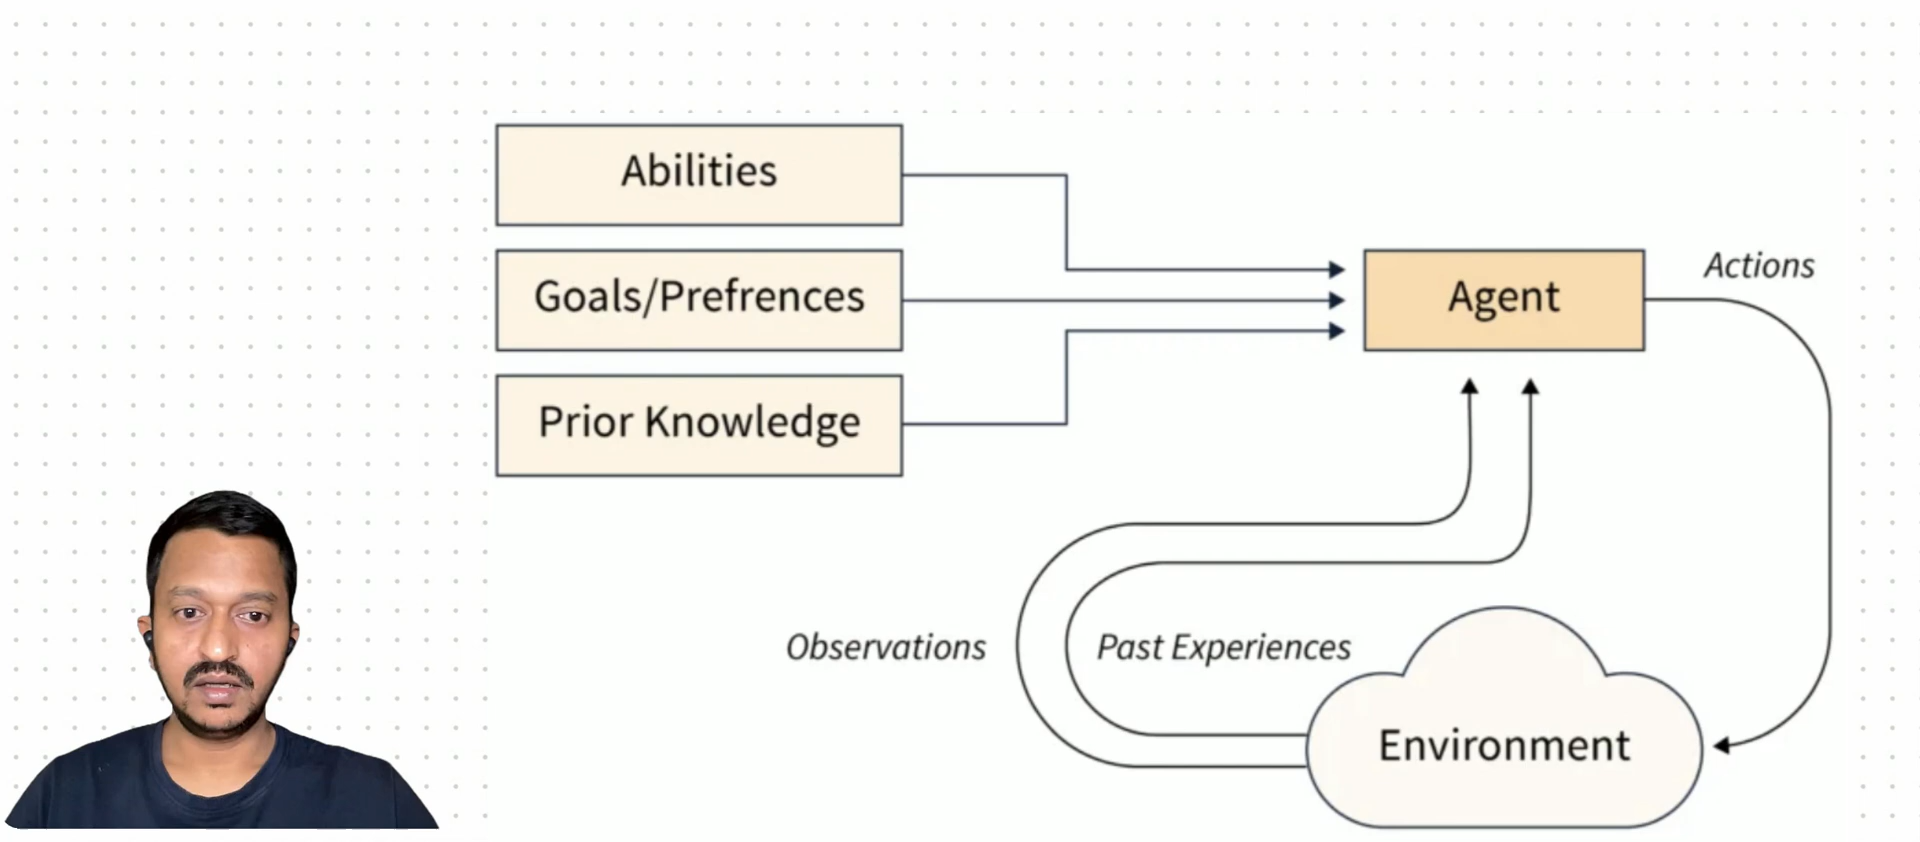 Abilities
Goals/Prefrences
Prior Knowledge
Agent
Actions
Observations
Past Experiences
Environment